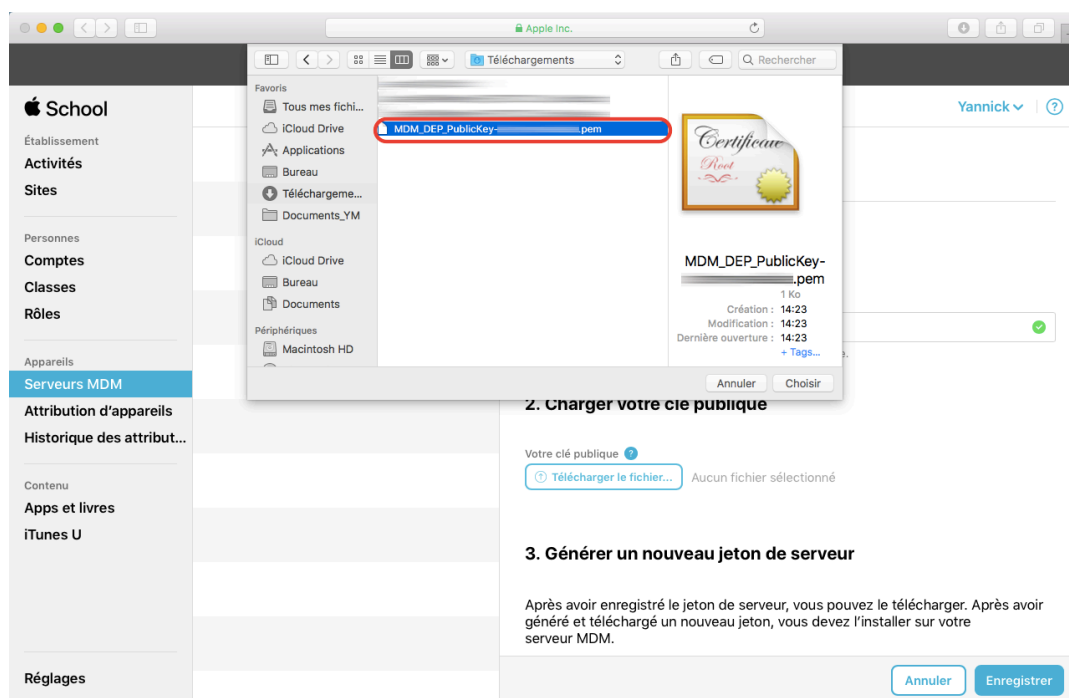 Apple Inc.
Téléchargements
Rechercher
School
Yannick
?
Établissement
Activités
Sites
Personnes
Comptes
Classes
Rôles
Appareils
Serveurs MDM
Attribution d'appareils
Historique des attribut...
Contenu
Apps et livres
iTunes U
Réglages
Favoris
Tous mes fichi...
iCloud Drive
Applications
Bureau
Téléchargeme...
Documents_YM
iCloud
iCloud Drive
Bureau
Documents
Périphériques
Macintosh HD
MDM_DEP_PublicKey- .pem
Certificate
Root
MDM_DEP_PublicKey-
.pem
1 Ko
Création : 14:23
Modification : 14:23
Dernière ouverture : 14:23
+ Tags...
Annuler Choisir
2. Charger votre clé publique
Votre clé publique ?
Télécharger le fichier... Aucun fichier sélectionné
3. Générer un nouveau jeton de serveur
Après avoir enregistré le jeton de serveur, vous pouvez le télécharger. Après avoir
généré et téléchargé un nouveau jeton, vous devez l'installer sur votre
serveur MDM.
Annuler Enregistrer